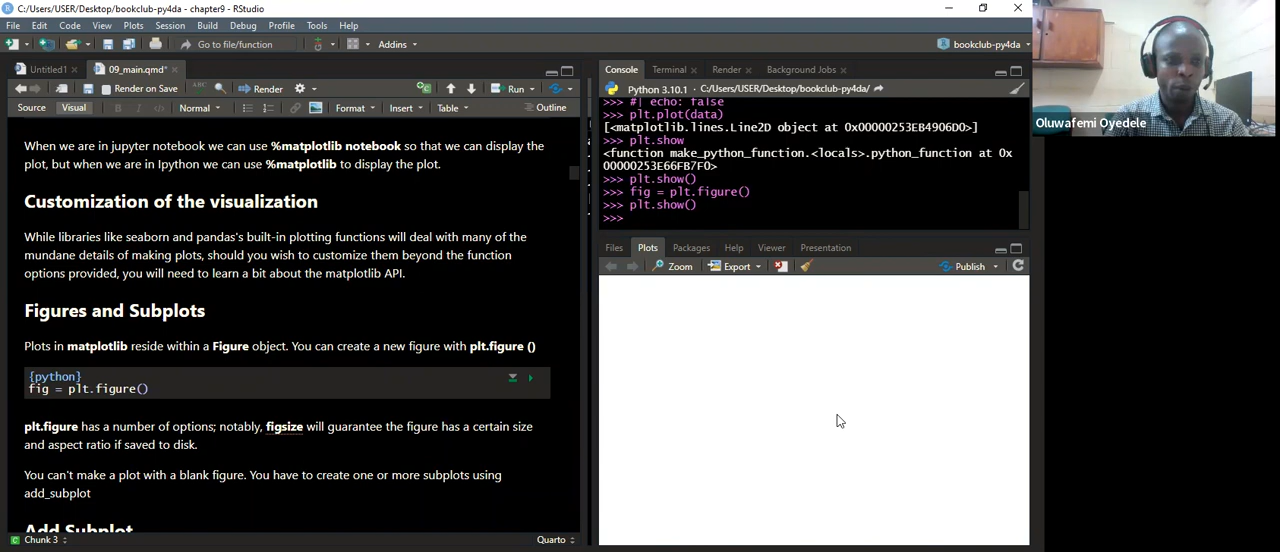 C:/Users/USER/Desktop/bookclub-py4da - chapter9 - RStudio
File Edit Code View Plots Session Build Debug Profile Tools Help
Go to file/function
Addins
bookclub-py4da
Untitled1
09_main.qmd*
Render on Save
ABC
Render
Run
Source
Visual
B
I
Normal
Format
Insert
Table
Outline
When we are in jupyter notebook we can use %matplotlib notebook so that we can display the
plot, but when we are in Ipython we can use %matplotlib to display the plot.
Customization of the visualization
While libraries like seaborn and pandas's built-in plotting functions will deal with many of the
mundane details of making plots, should you wish to customize them beyond the function
options provided, you will need to learn a bit about the matplotlib API.
Figures and Subplots
Plots in matplotlib reside within a Figure object. You can create a new figure with plt.figure ()
{python}
fig = plt.figure()
plt.figure has a number of options; notably, figsize will guarantee the figure has a certain size
and aspect ratio if saved to disk.
You can't make a plot with a blank figure. You have to create one or more subplots using
add_subplot
Add Subplot
Chunk 3
Quarto
Console
Terminal
Render
Background Jobs
Python 3.10.1 · C:/Users/USER/Desktop/bookclub-py4da/
>>> #| echo: false
>>> plt.plot(data)
[<matplotlib.lines.Line2D object at 0x00000253EB4906D0>]
>>> plt.show
<function make_python_function.<locals>.python_function at 0x
00000253E66FB7F0>
>>> plt.show()
>>> fig = plt.figure()
>>> plt.show()
>>>
Files
Plots
Packages
Help
Viewer
Presentation
Zoom
Export
Publish
Oluwafemi Oyedele